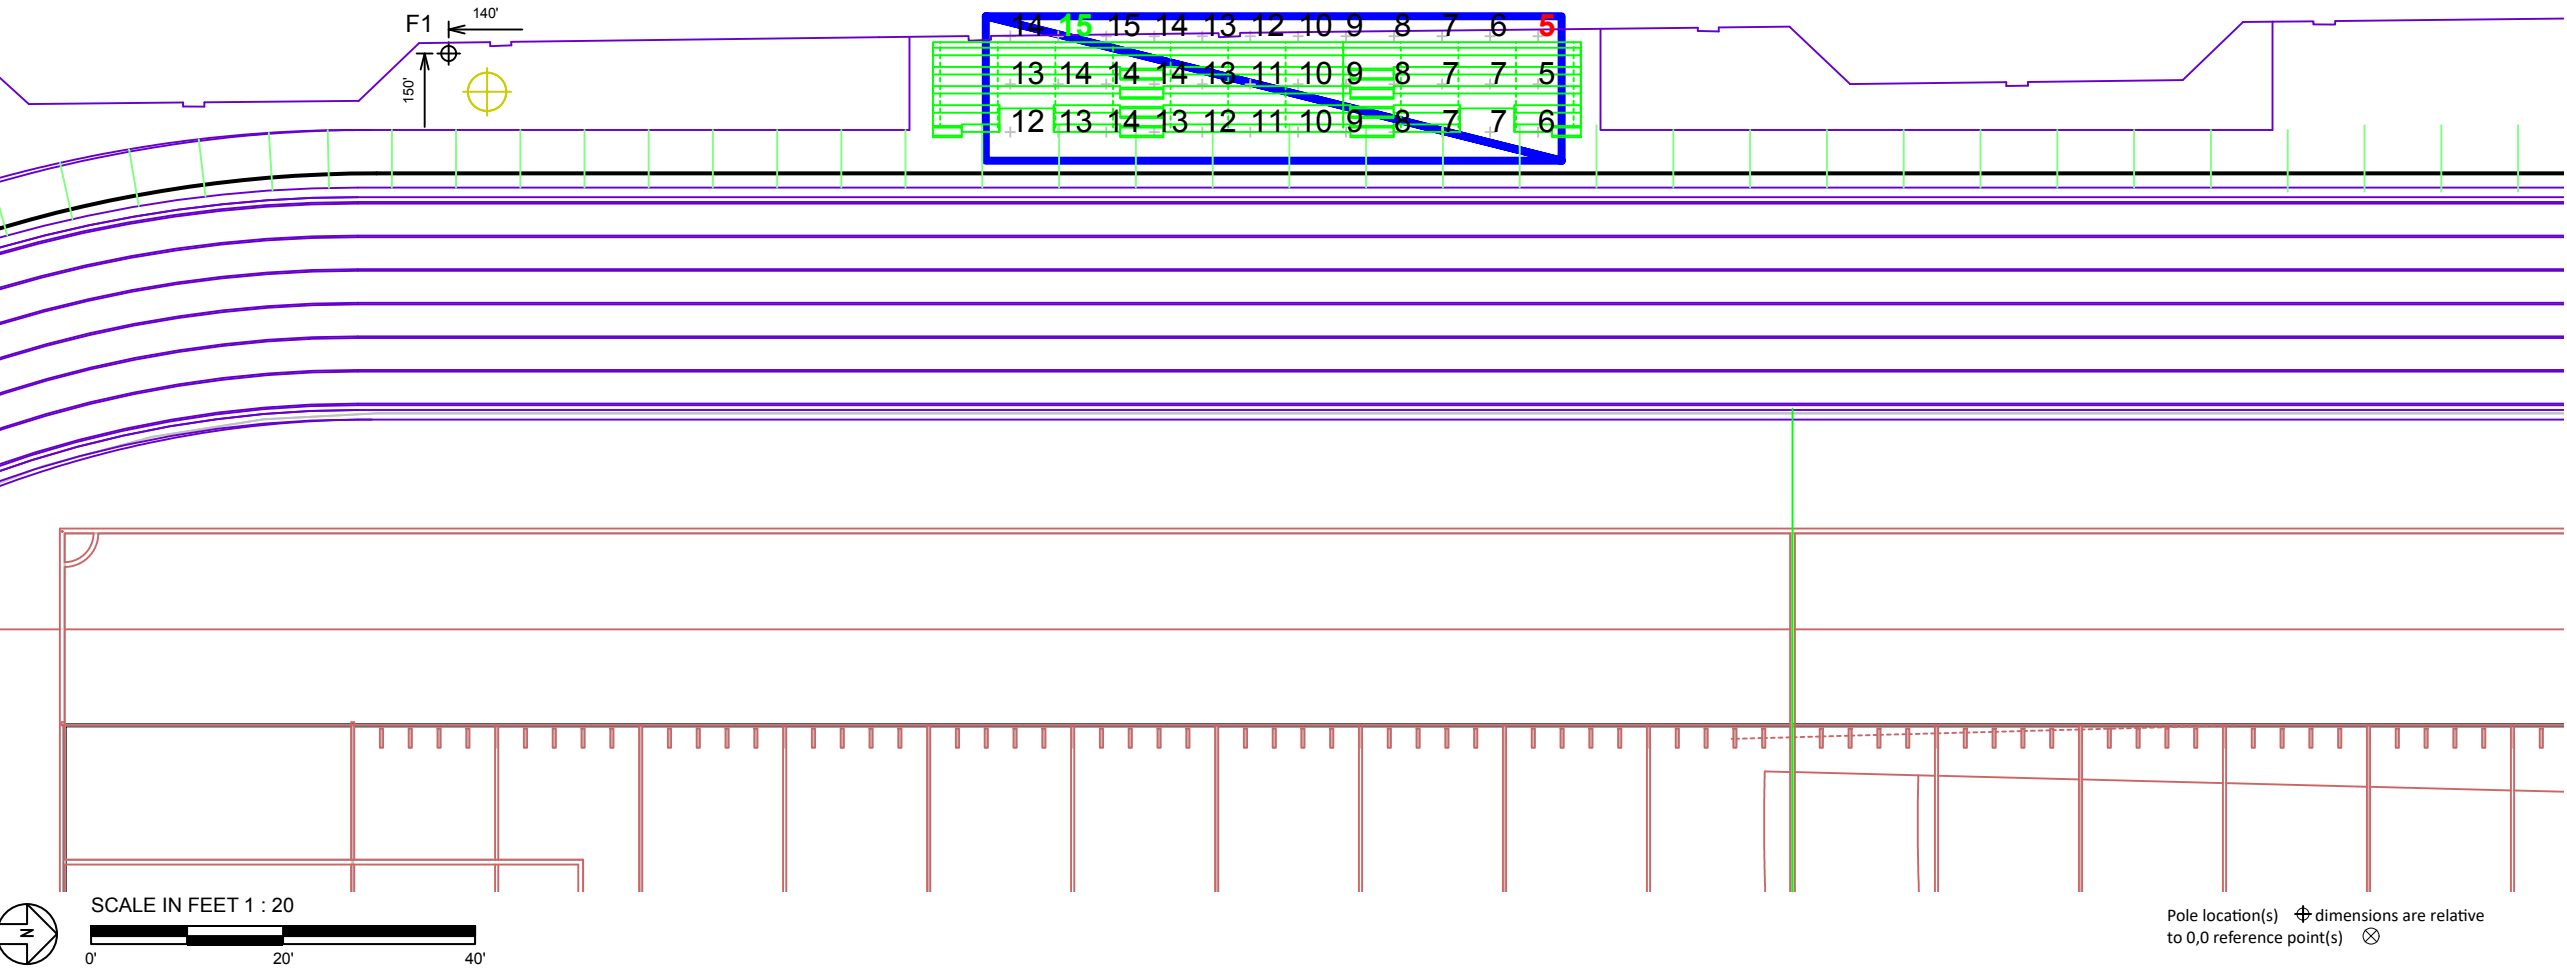 F1 140'
150'
14 15 15 14 13 12 10 9 8 7 6 5
13 14 14 14 13 11 10 9 8 7 7 5
12 13 14 13 12 11 10 9 8 7 7 6
N
SCALE IN FEET 1 : 20
0' 20' 40'
Pole location(s) dimensions are relative
to 0,0 reference point(s)